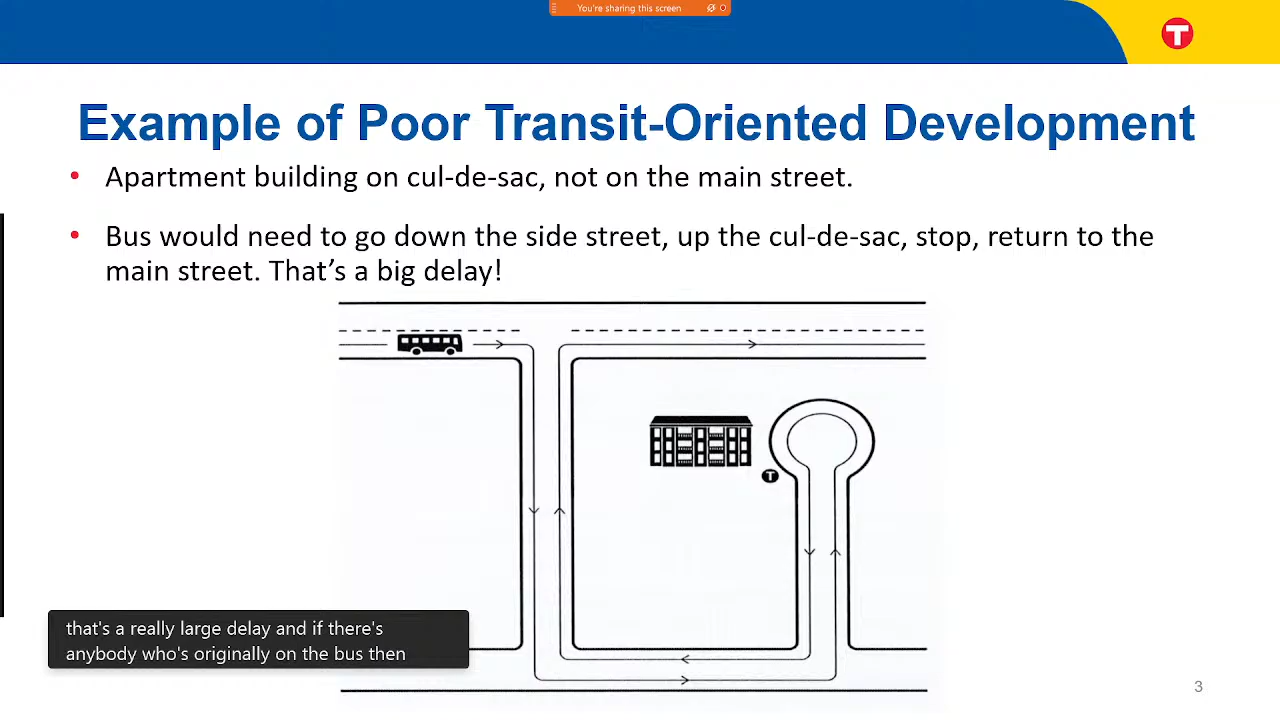 You're sharing this screen
T
Example of Poor Transit-Oriented Development
• Apartment building on cul-de-sac, not on the main street.
• Bus would need to go down the side street, up the cul-de-sac, stop, return to the
main street. That’s a big delay!
T
that's a really large delay and if there's
anybody who's originally on the bus then
3